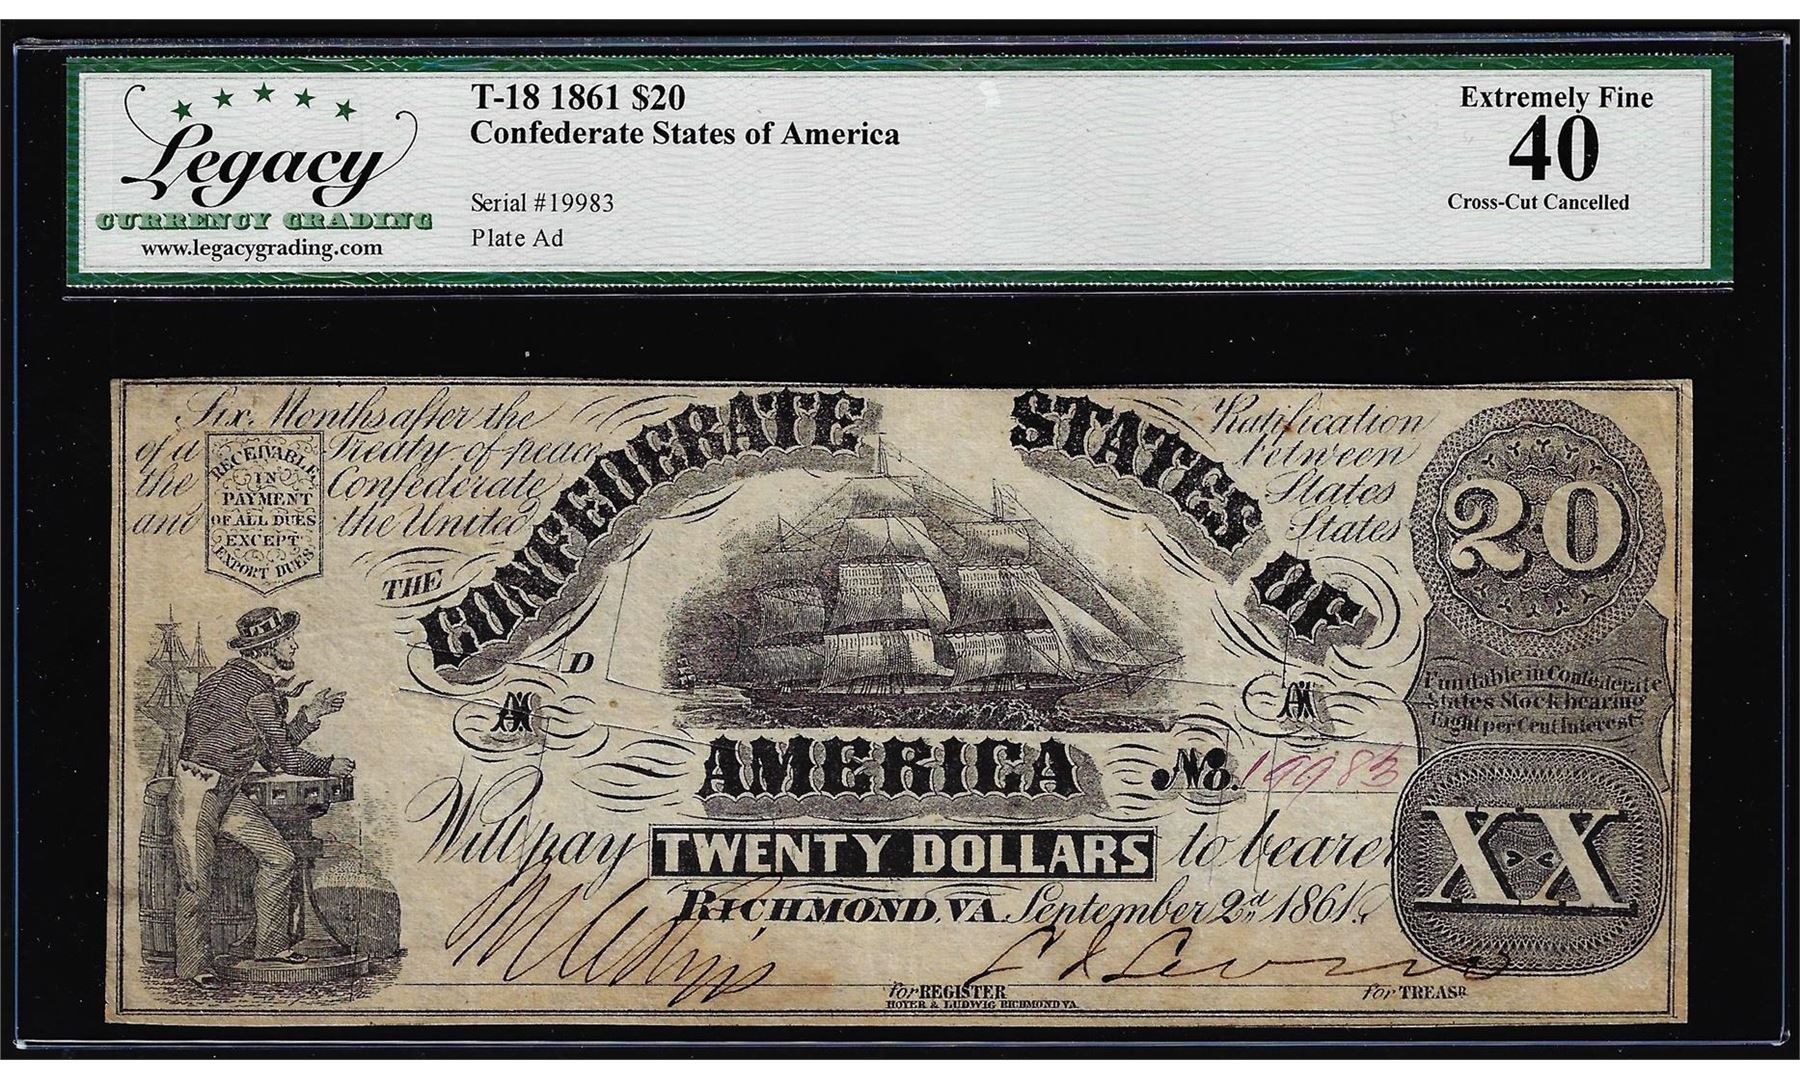 Legacy
CURRENCY GRADING
www.legacygrading.com
T-18 1861 $20
Confederate States of America
Serial #19983
Plate Ad
Extremely Fine
40
Cross-Cut Cancelled
Six Months after the Ratification
of a Treaty of peace between
the Confederate States
and the United States
RECEIVABLE
IN
PAYMENT
OF ALL DUES
EXCEPT
EXPORT DUES
THE
CONFEDERATE STATES OF
AMERICA
20
D
A A
No. 19983
Fundable in Confederate
States Stock bearing
Eight per Cent Interest
Will pay TWENTY DOLLARS to bearer
XX
RICHMOND, VA. September 2d, 1861.
for REGISTER
for TREASR
HOYER & LUDWIG RICHMOND VA.